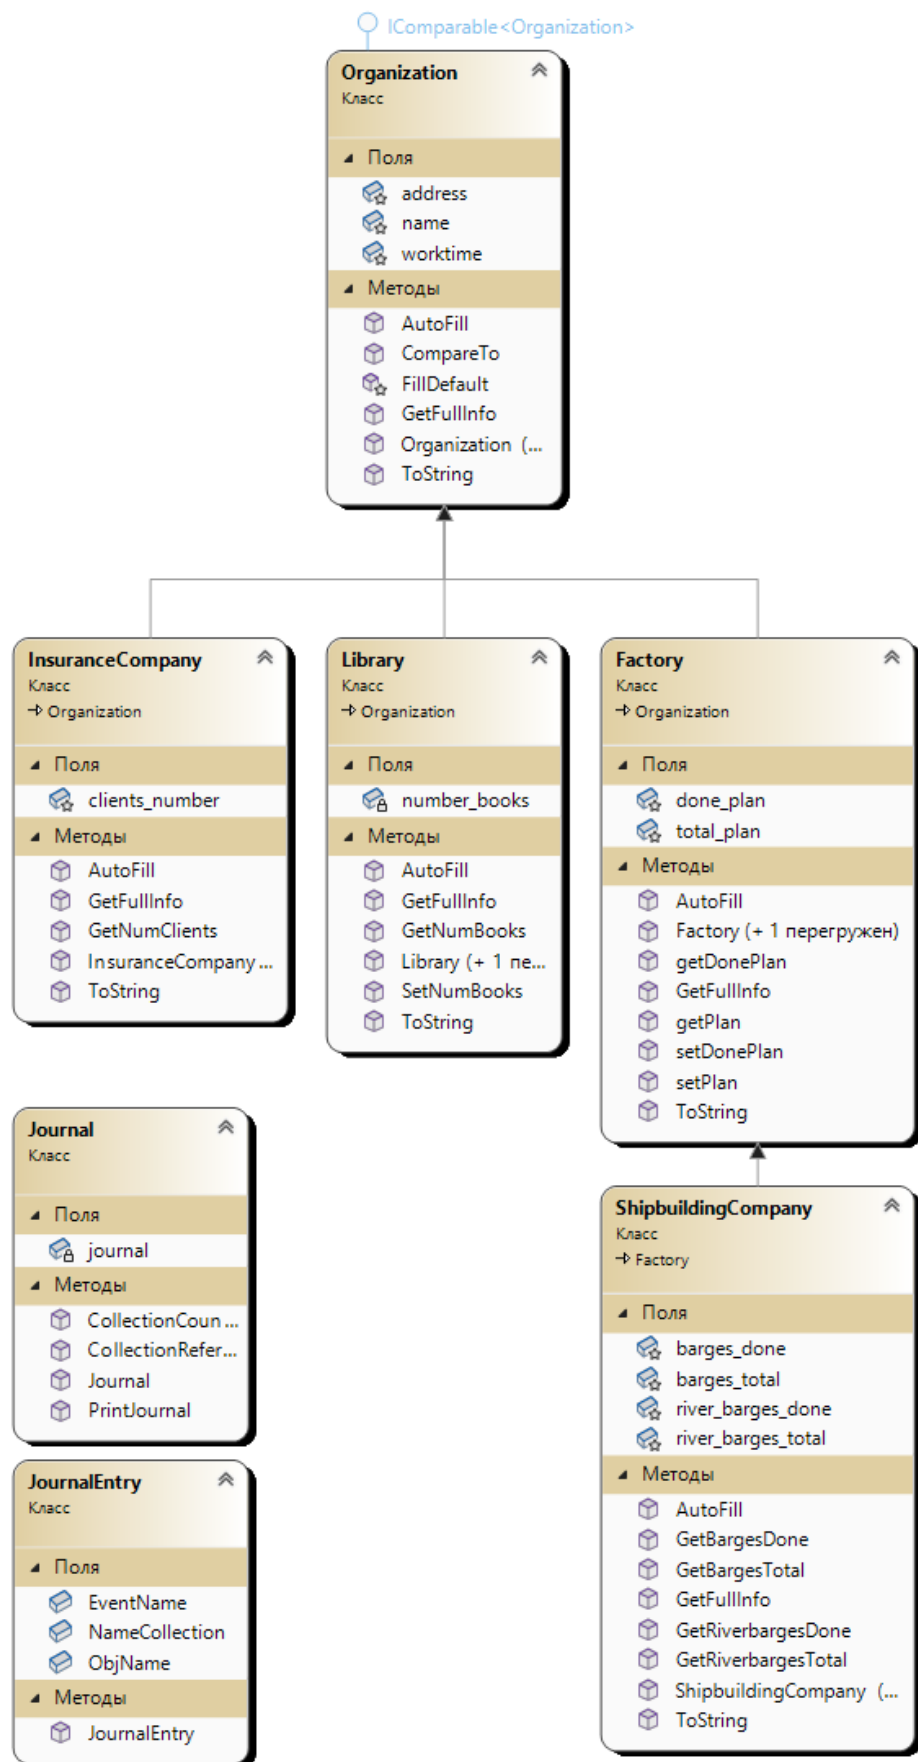 IComparable<Organization>
Organization
Класс
Поля
address
name
worktime
Методы
AutoFill
CompareTo
FillDefault
GetFullInfo
Organization (...
ToString
InsuranceCompany
Класс
Organization
Поля
clients_number
Методы
AutoFill
GetFullInfo
GetNumClients
InsuranceCompany ...
ToString
Library
Класс
Organization
Поля
number_books
Методы
AutoFill
GetFullInfo
GetNumBooks
Library (+ 1 пе...
SetNumBooks
ToString
Factory
Класс
Organization
Поля
done_plan
total_plan
Методы
AutoFill
Factory (+ 1 перегружен)
getDonePlan
GetFullInfo
getPlan
setDonePlan
setPlan
ToString
Journal
Класс
Поля
journal
Методы
CollectionCoun ...
CollectionRefer...
Journal
PrintJournal
JournalEntry
Класс
Поля
EventName
NameCollection
ObjName
Методы
JournalEntry
ShipbuildingCompany
Класс
Factory
Поля
barges_done
barges_total
river_barges_done
river_barges_total
Методы
AutoFill
GetBargesDone
GetBargesTotal
GetFullInfo
GetRiverbargesDone
GetRiverbargesTotal
ShipbuildingCompany (...
ToString